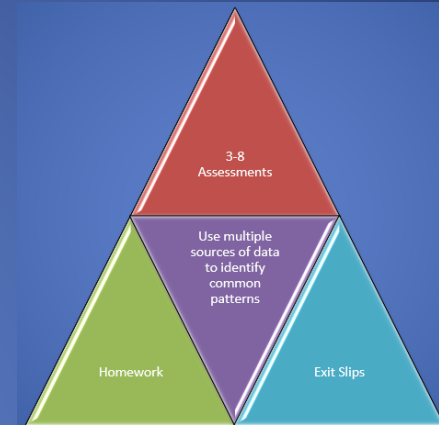 3-8
Assessments
Use multiple
sources of data
to identify
common
patterns
Homework
Exit Slips